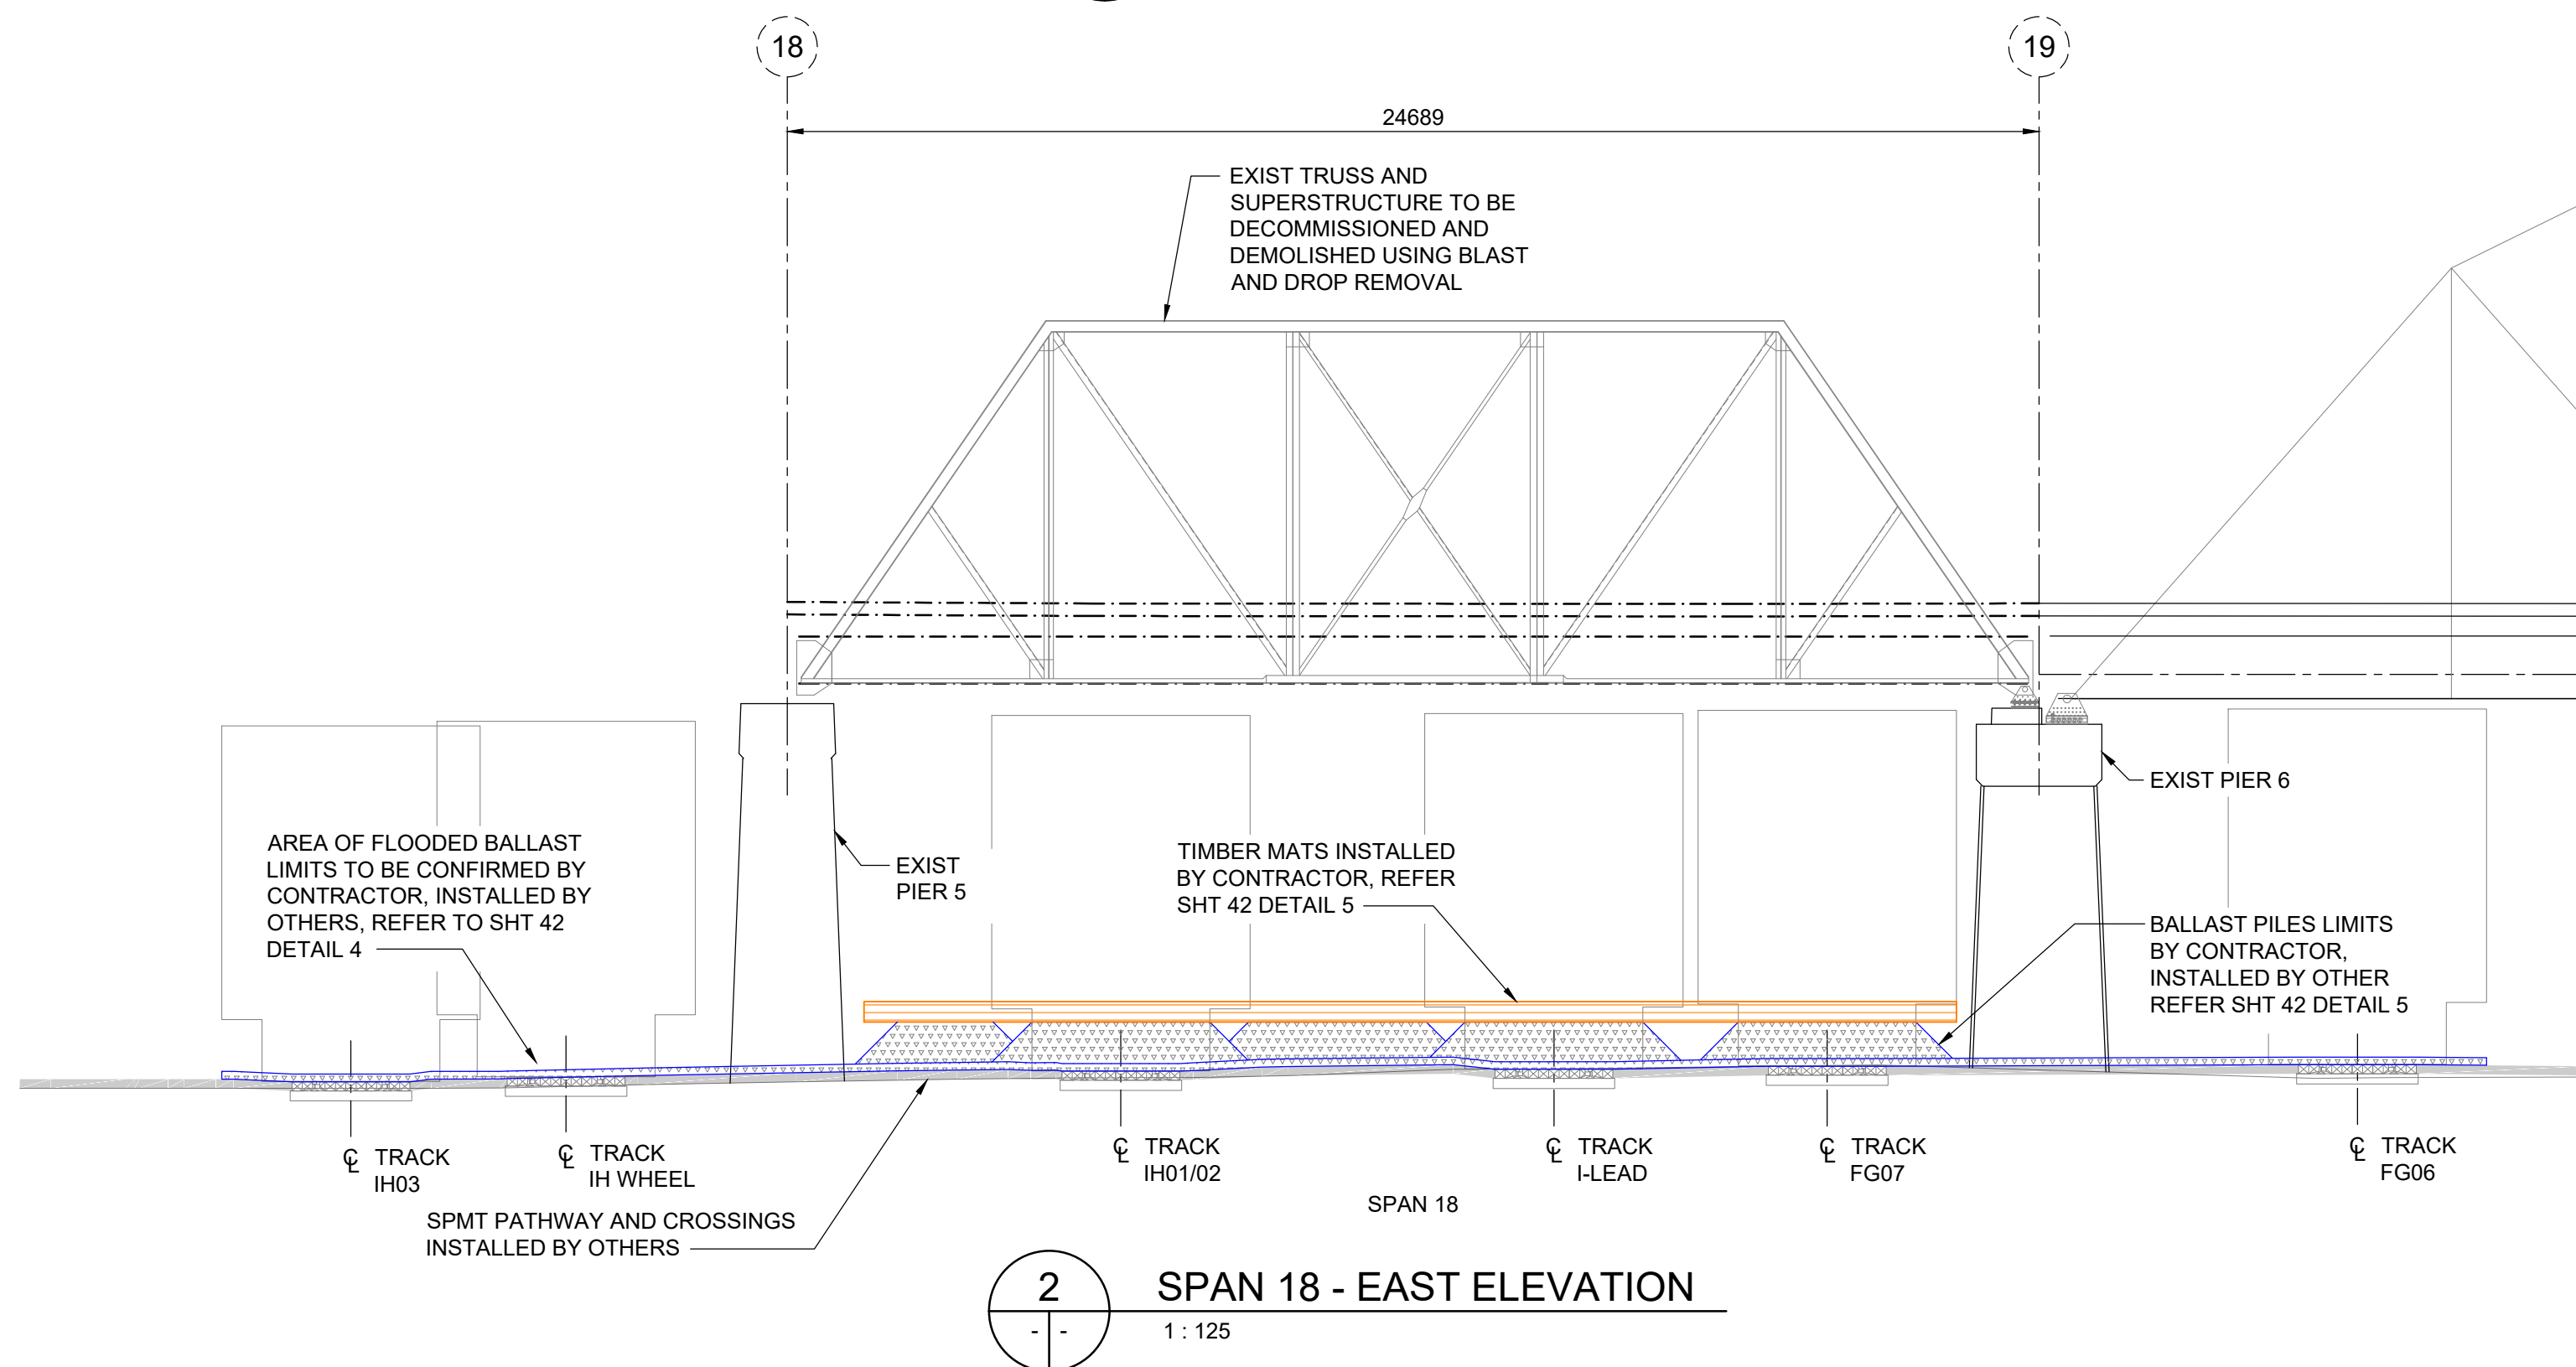 18
19
24689
EXIST TRUSS AND
SUPERSTRUCTURE TO BE
DECOMMISSIONED AND
DEMOLISHED USING BLAST
AND DROP REMOVAL
EXIST PIER 6
AREA OF FLOODED BALLAST
LIMITS TO BE CONFIRMED BY
CONTRACTOR, INSTALLED BY
OTHERS, REFER TO SHT 42
DETAIL 4
EXIST
PIER 5
TIMBER MATS INSTALLED
BY CONTRACTOR, REFER
SHT 42 DETAIL 5
BALLAST PILES LIMITS
BY CONTRACTOR,
INSTALLED BY OTHER
REFER SHT 42 DETAIL 5
℄ TRACK
IH03
℄ TRACK
IH WHEEL
℄ TRACK
IH01/02
℄ TRACK
I-LEAD
℄ TRACK
FG07
℄ TRACK
FG06
SPAN 18
SPMT PATHWAY AND CROSSINGS
INSTALLED BY OTHERS
2
- -
SPAN 18 - EAST ELEVATION
1 : 125